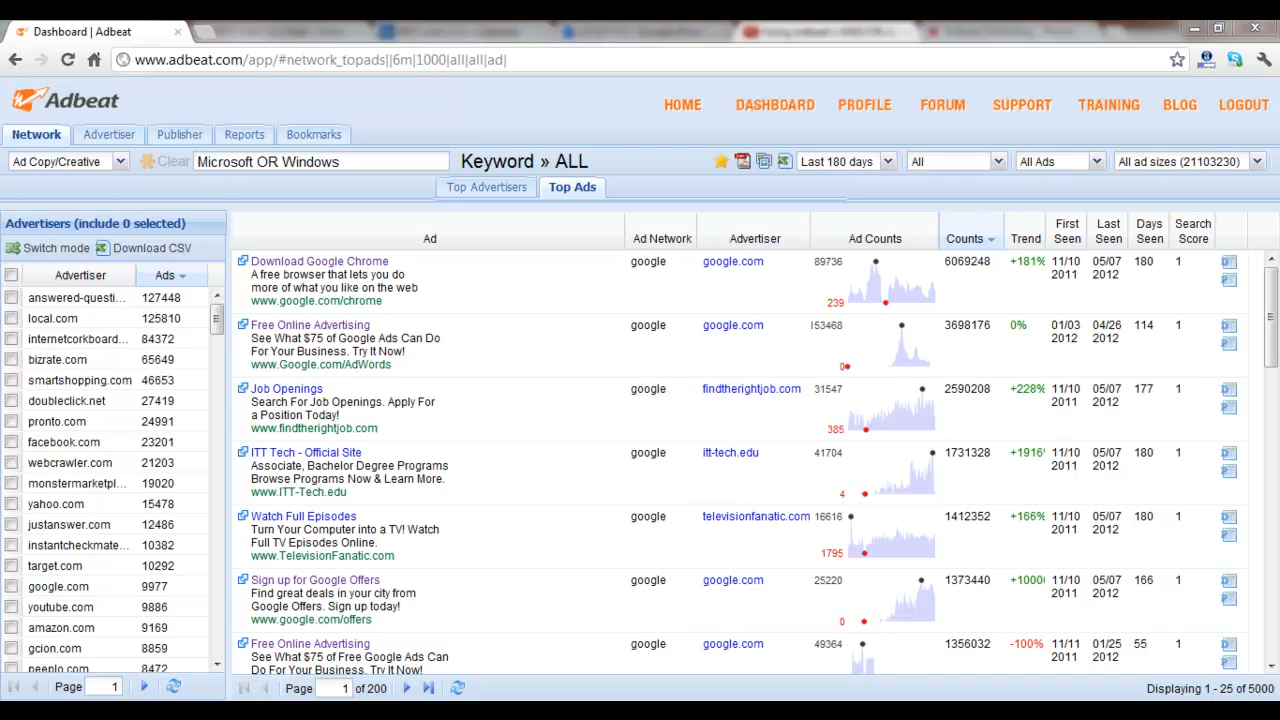 Dashboard | Adbeat
www.adbeat.com/app/#network_topads||6m|1000|all|all|ad|
Adbeat
HOME DASHBOARD PROFILE FORUM SUPPORT TRAINING BLOG LOGOUT
Network Advertiser Publisher Reports Bookmarks
Ad Copy/Creative Clear Microsoft OR Windows Keyword » ALL Last 180 days All All Ads All ad sizes (21103230)
Top Advertisers Top Ads
Advertisers (include 0 selected)
Switch mode Download CSV
Advertiser Ads
answered-questi... 127448
local.com 125810
internetcorkboard... 84372
bizrate.com 65649
smartshopping.com 46653
doubleclick.net 27419
pronto.com 24991
facebook.com 23201
webcrawler.com 21203
monstermarketpl... 19020
yahoo.com 15478
justanswer.com 12486
instantcheckmate... 10382
target.com 10292
google.com 9977
youtube.com 9886
amazon.com 9169
gcion.com 8859
peeplo.com 8472
Page 1
Ad Ad Network Advertiser Ad Counts Counts Trend First Seen Last Seen Days Seen Search Score
Download Google Chrome google google.com 89736 6069248 +181% 11/10 05/07 180 1
A free browser that lets you do 2011 2012
more of what you like on the web
www.google.com/chrome 239
Free Online Advertising google google.com 153468 3698176 0% 01/03 04/26 114 1
See What $75 of Google Ads Can Do 2012 2012
For Your Business. Try It Now!
www.Google.com/AdWords 0
Job Openings google findtherightjob.com 31547 2590208 +228% 11/10 05/07 177 1
Search For Job Openings. Apply For 2011 2012
a Position Today!
www.findtherightjob.com 385
ITT Tech - Official Site google itt-tech.edu 41704 1731328 +1916% 11/10 05/07 180 1
Associate, Bachelor Degree Programs 2011 2012
Browse Programs Now & Learn More.
www.ITT-Tech.edu 4
Watch Full Episodes google televisionfanatic.com 16616 1412352 +166% 11/10 05/07 180 1
Turn Your Computer into a TV! Watch 2011 2012
Full TV Episodes Online.
www.TelevisionFanatic.com 1795
Sign up for Google Offers google google.com 25220 1373440 +1000 11/10 05/07 166 1
Find great deals in your city from 2011 2012
Google Offers. Sign up today!
www.google.com/offers 0
Free Online Advertising google google.com 49364 1356032 -100% 11/11 01/25 55 1
See What $75 of Free Google Ads Can 2011 2012
Do For Your Business. Try It Now!
Page 1 of 200 Displaying 1 - 25 of 5000